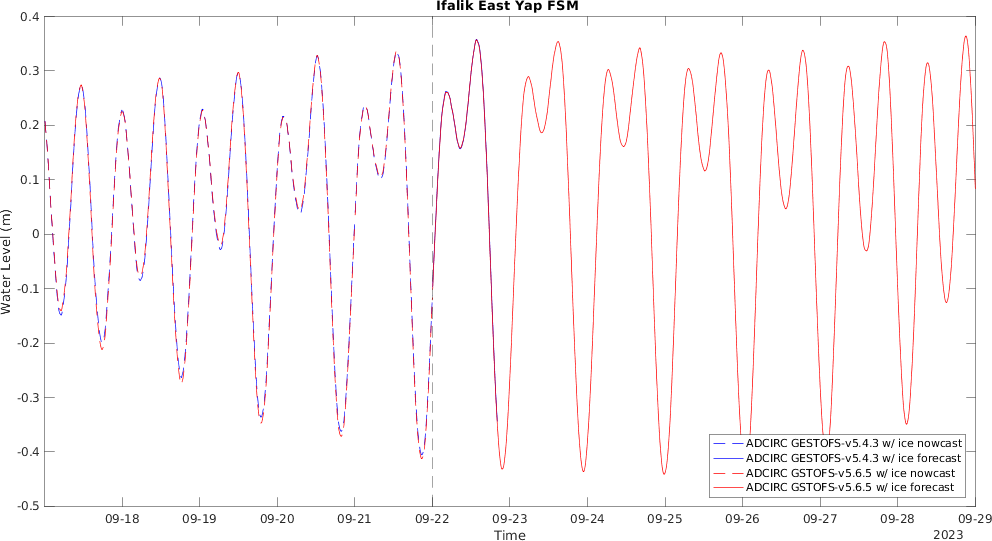 Ifalik East Yap FSM
0.4
0.3
0.2
0.1
0
-0.1
-0.2
-0.3
-0.4
-0.5
Water Level (m)
ADCIRC GESTOFS-v5.4.3 w/ ice nowcast
ADCIRC GESTOFS-v5.4.3 w/ ice forecast
ADCIRC GSTOFS-v5.6.5 w/ ice nowcast
ADCIRC GSTOFS-v5.6.5 w/ ice forecast
09-18 09-19 09-20 09-21 09-22 09-23 09-24 09-25 09-26 09-27 09-28 09-29
Time
2023